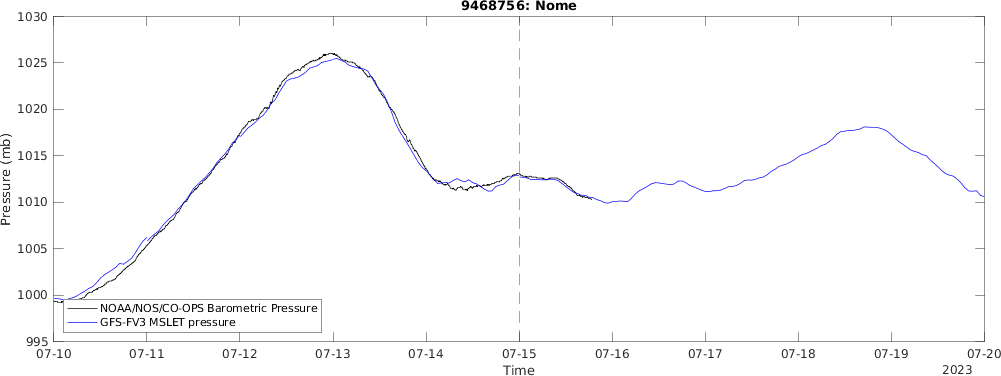 9468756: Nome
1030
1025
1020
1015
1010
1005
1000
995
Pressure (mb)
NOAA/NOS/CO-OPS Barometric Pressure
GFS-FV3 MSLET pressure
07-10 07-11 07-12 07-13 07-14 07-15 07-16 07-17 07-18 07-19 07-20
Time
2023